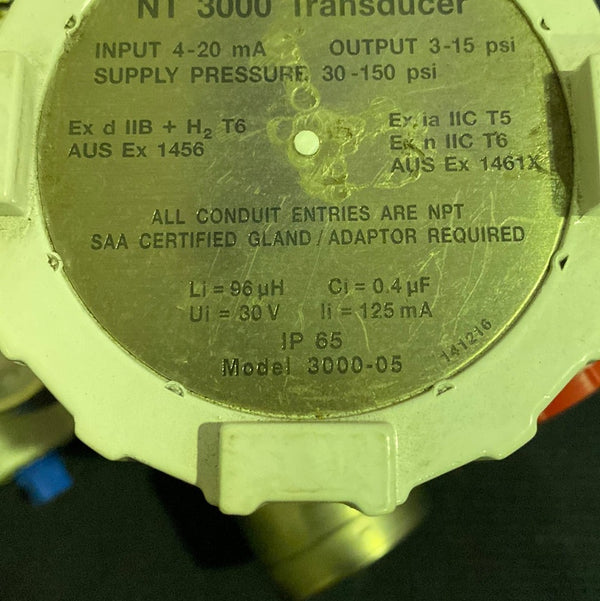 NT 3000 Transducer
INPUT 4-20 mA OUTPUT 3-15 psi
SUPPLY PRESSURE 30-150 psi
Ex d IIB + H₂ T6
AUS Ex 1456
Ex ia IIC T5
Ex n IIC T6
AUS Ex 1461X
ALL CONDUIT ENTRIES ARE NPT
SAA CERTIFIED GLAND/ADAPTOR REQUIRED
Li = 96 µH Ci = 0.4 µF
Ui = 30 V Ii = 125 mA
IP 65
Model 3000-05
141216